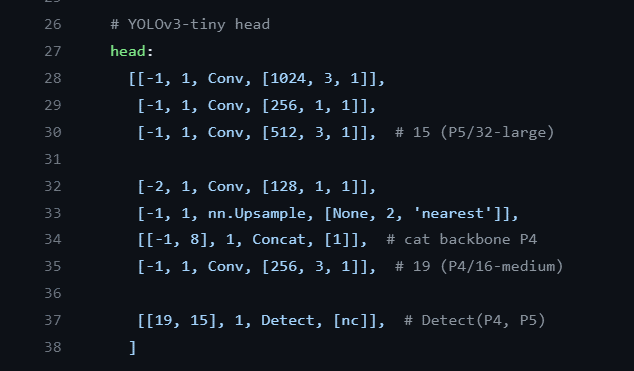 26 # YOLOv3-tiny head
27 head:
28 [[-1, 1, Conv, [1024, 3, 1]],
29 [-1, 1, Conv, [256, 1, 1]],
30 [-1, 1, Conv, [512, 3, 1]], # 15 (P5/32-large)
31
32 [-2, 1, Conv, [128, 1, 1]],
33 [-1, 1, nn.Upsample, [None, 2, 'nearest']],
34 [[-1, 8], 1, Concat, [1]], # cat backbone P4
35 [-1, 1, Conv, [256, 3, 1]], # 19 (P4/16-medium)
36
37 [[19, 15], 1, Detect, [nc]], # Detect(P4, P5)
38 ]